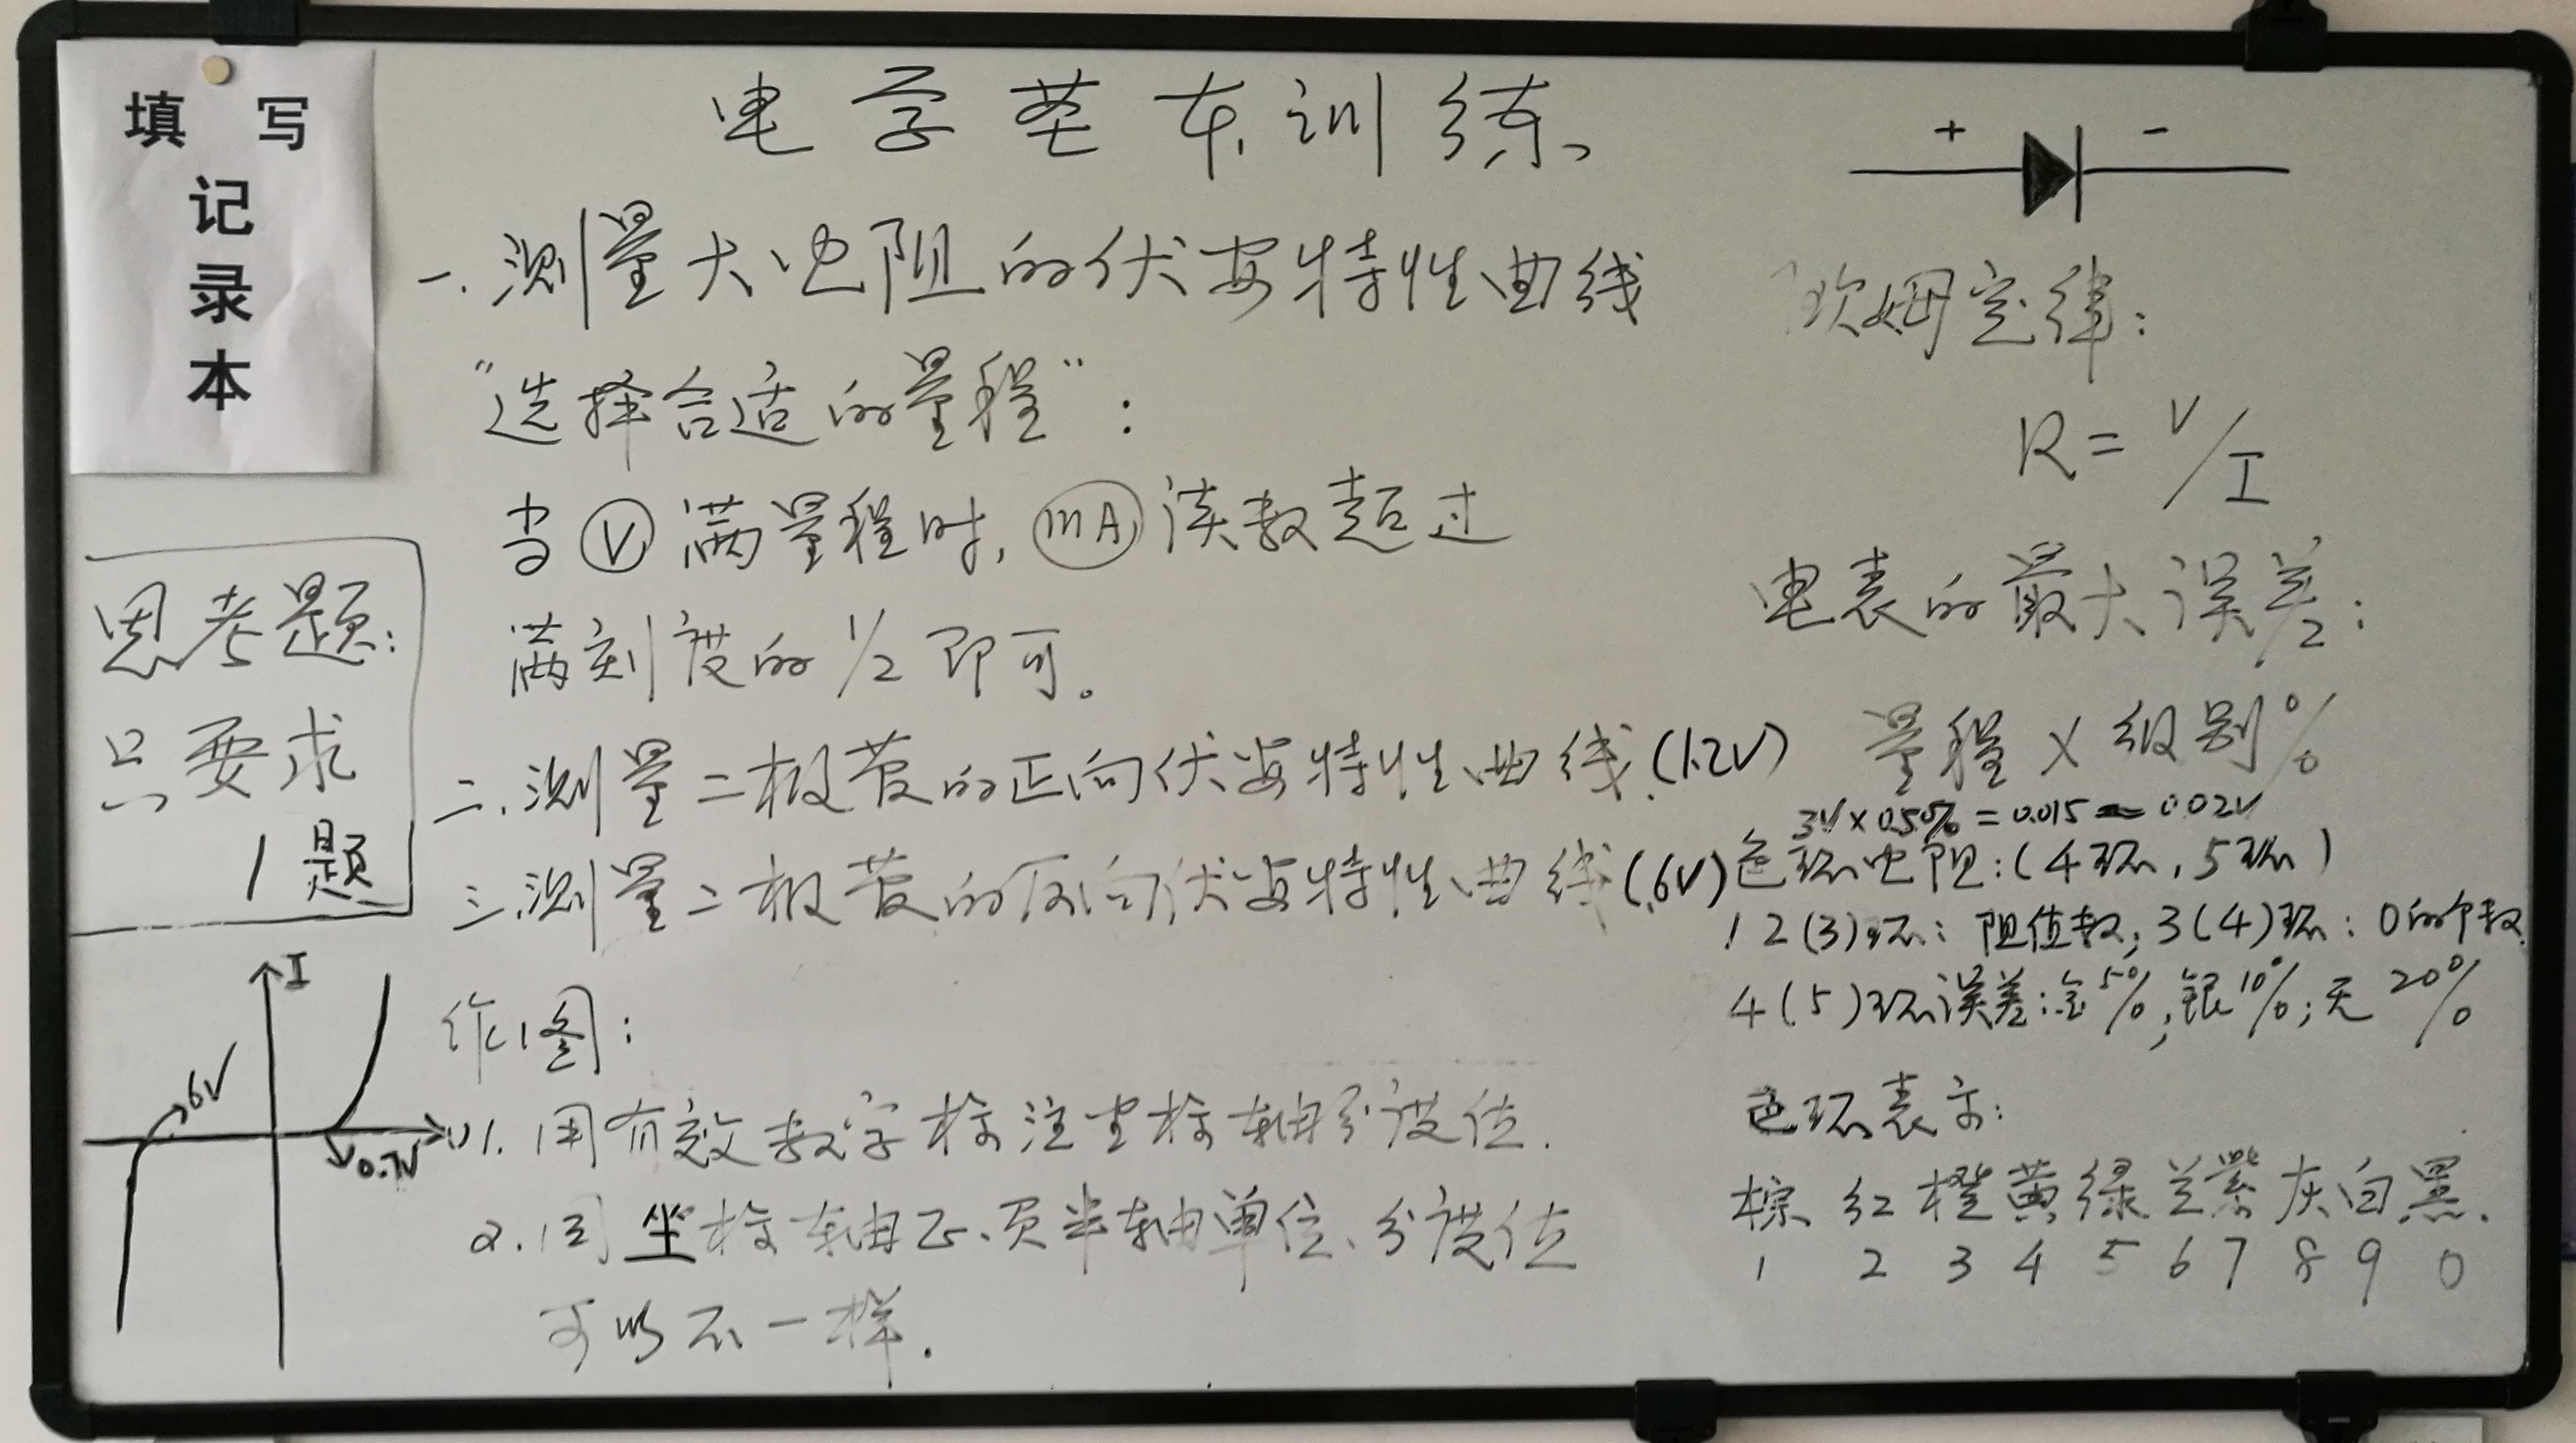 填 写
记
录
本
思考题:
只要求
1题
电学基本训练
一.测量大电阻的伏安特性曲线
"选择合适的量程":
当 V 满量程时, mA 读数超过
满刻度的1/2即可。
二.测量二极管的正向伏安特性曲线.(1.2V)
三.测量二极管的反向伏安特性曲线(6V)
作图:
1.用有效数字标注坐标轴分度值.
2.同坐标轴正、负半轴单位、分度值
可以不一样.
I
6V
0.7V
U
+ -
欧姆定律:
R=V/I
电表的最大误差:
量程×级别%
3V×0.5%=0.015≈0.02V
色环电阻:(4环,5环)
1 2(3)环: 阻值数; 3(4)环: 0的个数
4(5)环误差:金5%;银10%;无20%
色环表示:
棕 红 橙 黄 绿 兰 紫 灰 白 黑.
1 2 3 4 5 6 7 8 9 0